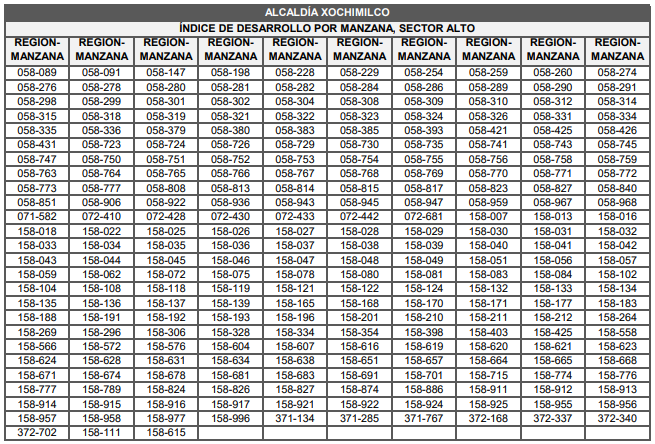 ALCALDÍA XOCHIMILCO
ÍNDICE DE DESARROLLO POR MANZANA, SECTOR ALTO
REGION-MANZANA REGION-MANZANA REGION-MANZANA REGION-MANZANA REGION-MANZANA REGION-MANZANA REGION-MANZANA REGION-MANZANA REGION-MANZANA REGION-MANZANA
058-089 058-091 058-147 058-198 058-228 058-229 058-254 058-259 058-260 058-274
058-276 058-278 058-280 058-281 058-282 058-284 058-286 058-289 058-290 058-291
058-298 058-299 058-301 058-302 058-304 058-308 058-309 058-310 058-312 058-314
058-315 058-318 058-319 058-321 058-322 058-323 058-324 058-326 058-331 058-334
058-335 058-336 058-379 058-380 058-383 058-385 058-393 058-421 058-425 058-426
058-431 058-723 058-724 058-726 058-729 058-730 058-735 058-741 058-743 058-745
058-747 058-750 058-751 058-752 058-753 058-754 058-755 058-756 058-758 058-759
058-763 058-764 058-765 058-766 058-767 058-768 058-769 058-770 058-771 058-772
058-773 058-777 058-808 058-813 058-814 058-815 058-817 058-823 058-827 058-840
058-851 058-906 058-922 058-936 058-943 058-945 058-947 058-959 058-967 058-968
071-582 072-410 072-428 072-430 072-433 072-442 072-681 158-007 158-013 158-016
158-018 158-022 158-025 158-026 158-027 158-028 158-029 158-030 158-031 158-032
158-033 158-034 158-035 158-036 158-037 158-038 158-039 158-040 158-041 158-042
158-043 158-044 158-045 158-046 158-047 158-048 158-049 158-051 158-056 158-057
158-059 158-062 158-072 158-075 158-078 158-080 158-081 158-083 158-084 158-102
158-104 158-108 158-118 158-119 158-121 158-122 158-124 158-132 158-133 158-134
158-135 158-136 158-137 158-139 158-165 158-168 158-170 158-171 158-177 158-183
158-188 158-191 158-192 158-193 158-196 158-201 158-210 158-211 158-212 158-264
158-269 158-296 158-306 158-328 158-334 158-354 158-398 158-403 158-425 158-558
158-566 158-572 158-576 158-604 158-607 158-616 158-619 158-620 158-621 158-623
158-624 158-628 158-631 158-634 158-638 158-651 158-657 158-664 158-665 158-668
158-671 158-674 158-678 158-681 158-683 158-691 158-701 158-715 158-774 158-776
158-777 158-789 158-824 158-826 158-827 158-874 158-886 158-911 158-912 158-913
158-914 158-915 158-916 158-917 158-921 158-922 158-924 158-925 158-955 158-956
158-957 158-958 158-977 158-996 371-134 371-285 371-767 372-168 372-337 372-340
372-702 158-111 158-615